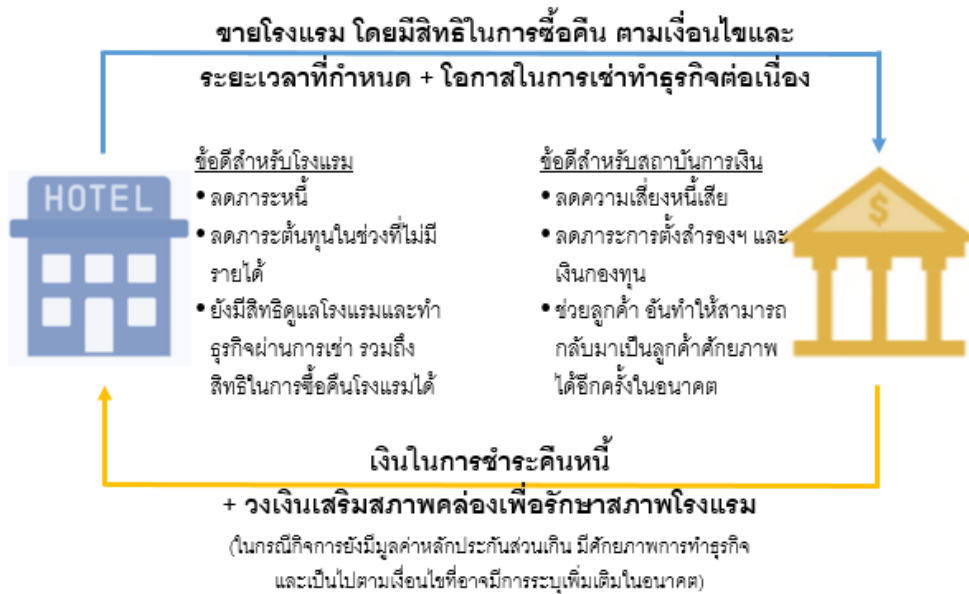 ขายโรงแรม โดยมีสิทธิในการซื้อคืน ตามเงื่อนไขและ
ระยะเวลาที่กำหนด + โอกาสในการเช่าทำธุรกิจต่อเนื่อง
HOTEL
ข้อดีสำหรับโรงแรม
• ลดภาระหนี้
• ลดภาระต้นทุนในช่วงที่ไม่มี
รายได้
• ยังมีสิทธิดูแลโรงแรมและทำ
ธุรกิจผ่านการเช่า รวมถึง
สิทธิในการซื้อคืนโรงแรมได้
ข้อดีสำหรับสถาบันการเงิน
• ลดความเสี่ยงหนี้เสีย
• ลดภาระการตั้งสำรองฯ และ
เงินกองทุน
• ช่วยลูกค้า อันทำให้สามารถ
กลับมาเป็นลูกค้าศักยภาพ
ได้อีกครั้งในอนาคต
$
เงินในการชำระคืนหนี้
+ วงเงินเสริมสภาพคล่องเพื่อรักษาสภาพโรงแรม
(ในกรณีกิจการยังมีมูลค่าหลักประกันส่วนเกิน มีศักยภาพการทำธุรกิจ
และเป็นไปตามเงื่อนไขที่อาจมีการระบุเพิ่มเติมในอนาคต)